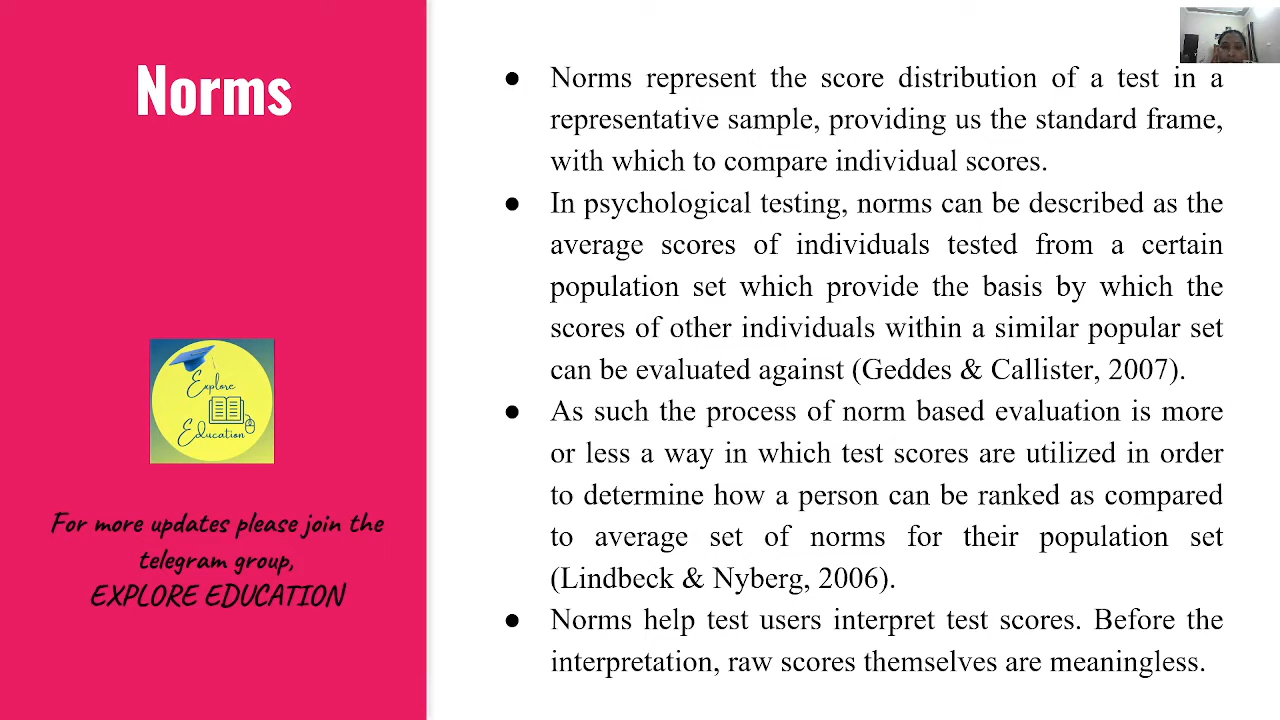 Norms
Explore
Education
For more updates please join the
telegram group,
EXPLORE EDUCATION
● Norms represent the score distribution of a test in a
representative sample, providing us the standard frame,
with which to compare individual scores.
● In psychological testing, norms can be described as the
average scores of individuals tested from a certain
population set which provide the basis by which the
scores of other individuals within a similar popular set
can be evaluated against (Geddes & Callister, 2007).
● As such the process of norm based evaluation is more
or less a way in which test scores are utilized in order
to determine how a person can be ranked as compared
to average set of norms for their population set
(Lindbeck & Nyberg, 2006).
● Norms help test users interpret test scores. Before the
interpretation, raw scores themselves are meaningless.